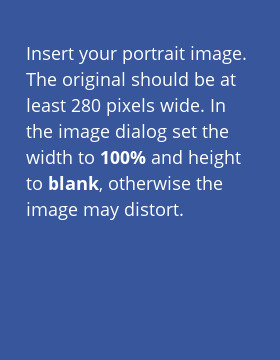 Insert your portrait image.
The original should be at
least 280 pixels wide. In
the image dialog set the
width to 100% and height
to blank, otherwise the
image may distort.